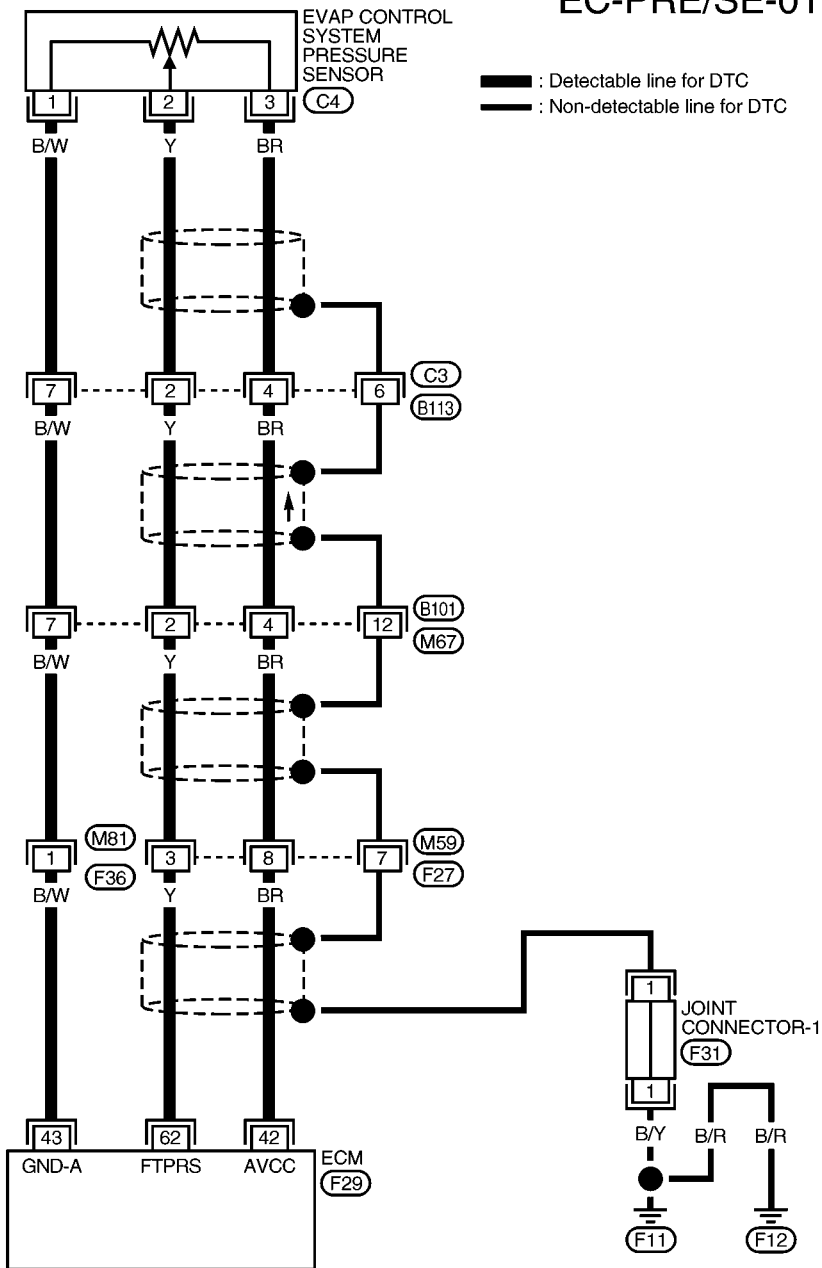 EC-PRE/SE-01
EVAP CONTROL
SYSTEM
PRESSURE
SENSOR
C4
: Detectable line for DTC
: Non-detectable line for DTC
1 2 3
B/W Y BR
7 2 4 6
C3
B113
B/W Y BR
7 2 4 12
B101
M67
B/W Y BR
1 M81 3 8 7 M59
F36 F27
B/W Y BR
1
JOINT
CONNECTOR-1
F31
1
B/Y B/R B/R
43 62 42
GND-A FTPRS AVCC
ECM
F29
F11 F12